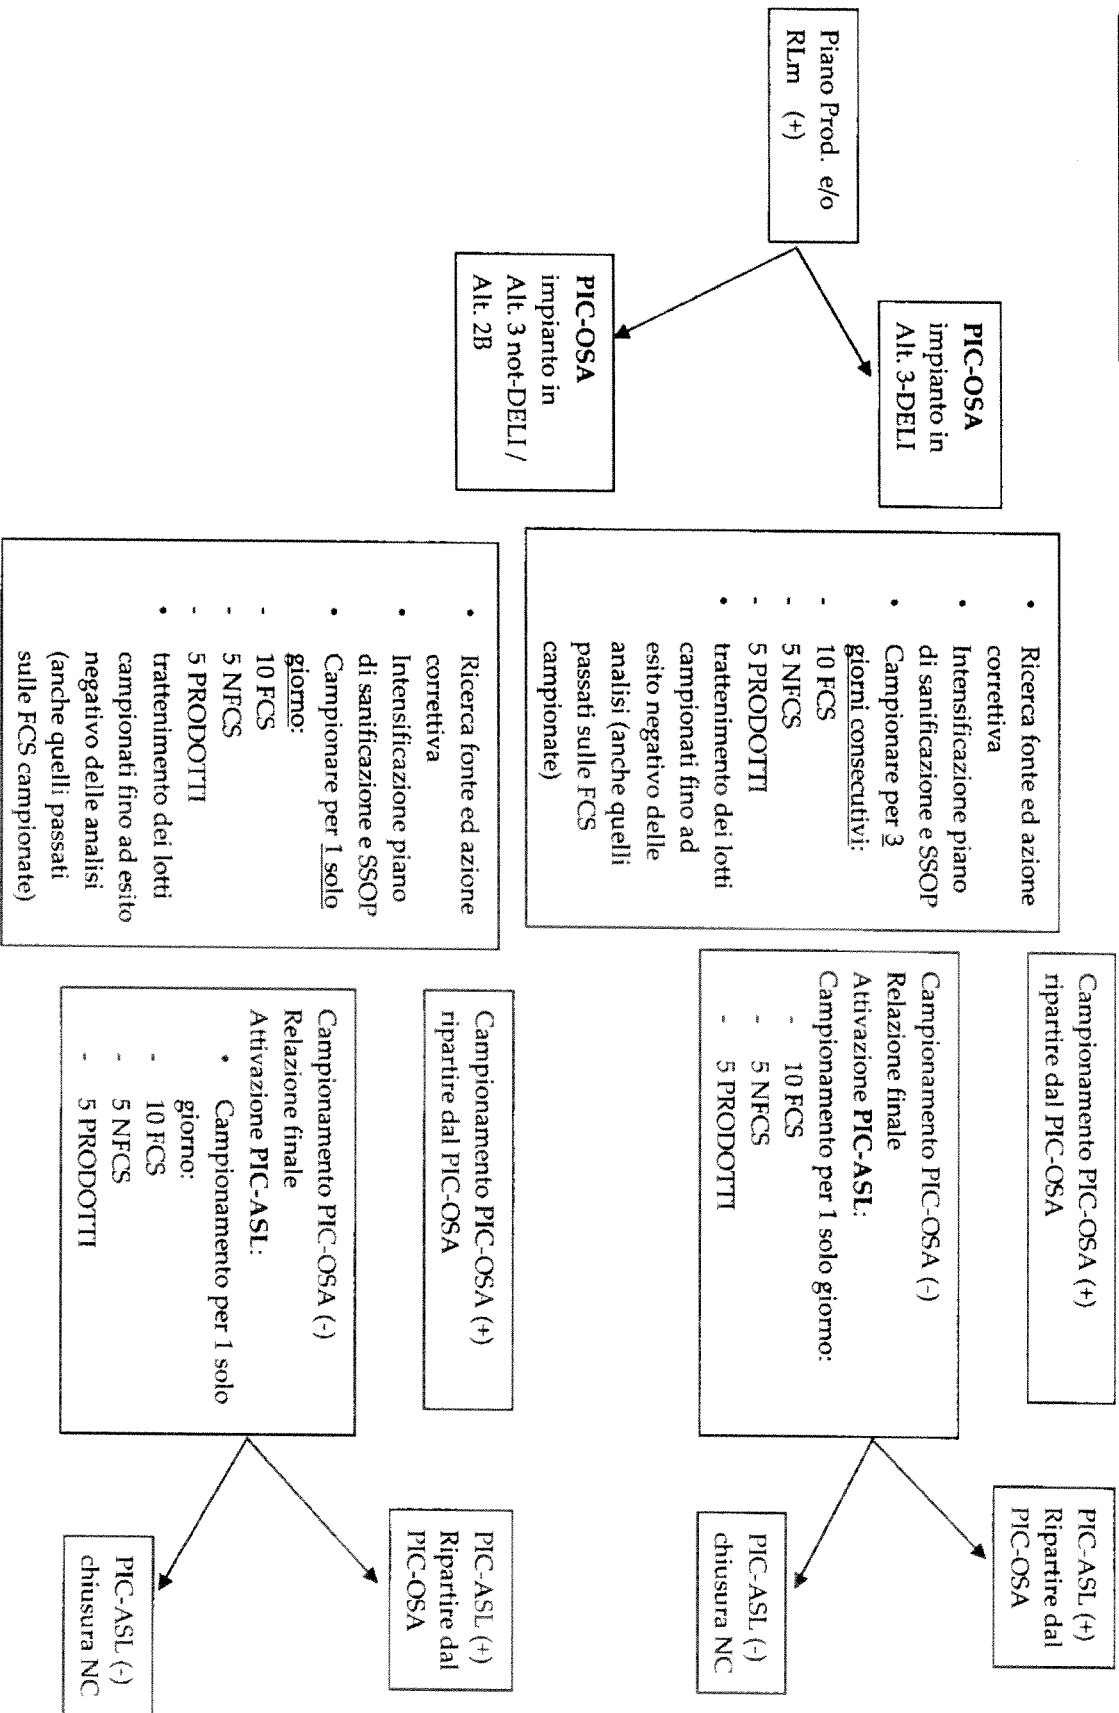 Piano Prod. e/o
RLm (+)
PIC-OSA
impianto in
Alt. 3-DELI
PIC-OSA
impianto in
Alt. 3 not-DELI /
Alt. 2B
• Ricerca fonte ed azione
correttiva
• Intensificazione piano
di sanificazione e SSOP
• Campionare per 3
giorni consecutivi:
- 10 FCS
- 5 NFCS
- 5 PRODOTTI
• trattenimento dei lotti
campionati fino ad
esito negativo delle
analisi (anche quelli
passati sulle FCS
campionate)
• Ricerca fonte ed azione
correttiva
• Intensificazione piano
di sanificazione e SSOP
• Campionare per 1 solo
giorno:
- 10 FCS
- 5 NFCS
- 5 PRODOTTI
• trattenimento dei lotti
campionati fino ad esito
negativo delle analisi
(anche quelli passati
sulle FCS campionate)
Campionamento PIC-OSA (+)
ripartire dal PIC-OSA
Campionamento PIC-OSA (-)
Relazione finale
Attivazione PIC-ASL:
Campionamento per 1 solo giorno:
- 10 FCS
- 5 NFCS
- 5 PRODOTTI
Campionamento PIC-OSA (+)
ripartire dal PIC-OSA
Campionamento PIC-OSA (-)
Relazione finale
Attivazione PIC-ASL:
• Campionamento per 1 solo
giorno:
- 10 FCS
- 5 NFCS
- 5 PRODOTTI
PIC-ASL (+)
Ripartire dal
PIC-OSA
PIC-ASL (-)
chiusura NC
PIC-ASL (+)
Ripartire dal
PIC-OSA
PIC-ASL (-)
chiusura NC